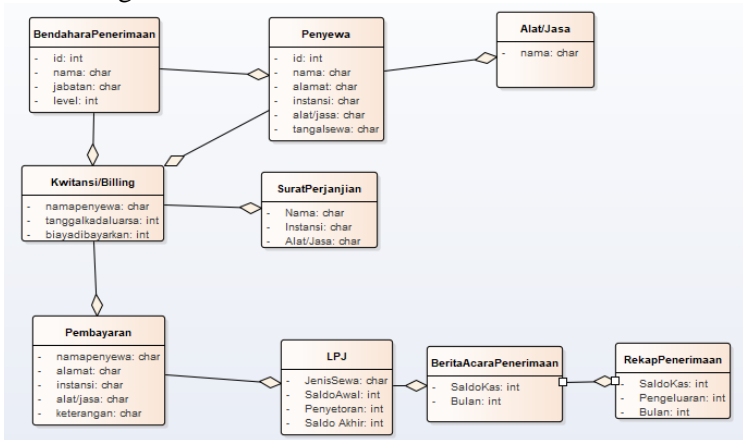 BendaharaPenerimaan
- id: int
- nama: char
- jabatan: char
- level: int
Penyewa
- id: int
- nama: char
- alamat: char
- instansi: char
- alat/jasa: char
- tangalsewa: char
Alat/Jasa
- nama: char
Kwitansi/Billing
- namapenyewa: char
- tanggalkadaluarsa: int
- biayadibayarkan: int
SuratPerjanjian
- Nama: char
- Instansi: char
- Alat/Jasa: char
Pembayaran
- namapenyewa: char
- alamat: char
- instansi: char
- alat/jasa: char
- keterangan: char
LPJ
- JenisSewa: char
- SaldoAwal: int
- Penyetoran: int
- Saldo Akhir: int
BeritaAcaraPenerimaan
- SaldoKas: int
- Bulan: int
RekapPenerimaan
- SaldoKas: int
- Pengeluaran: int
- Bulan: int